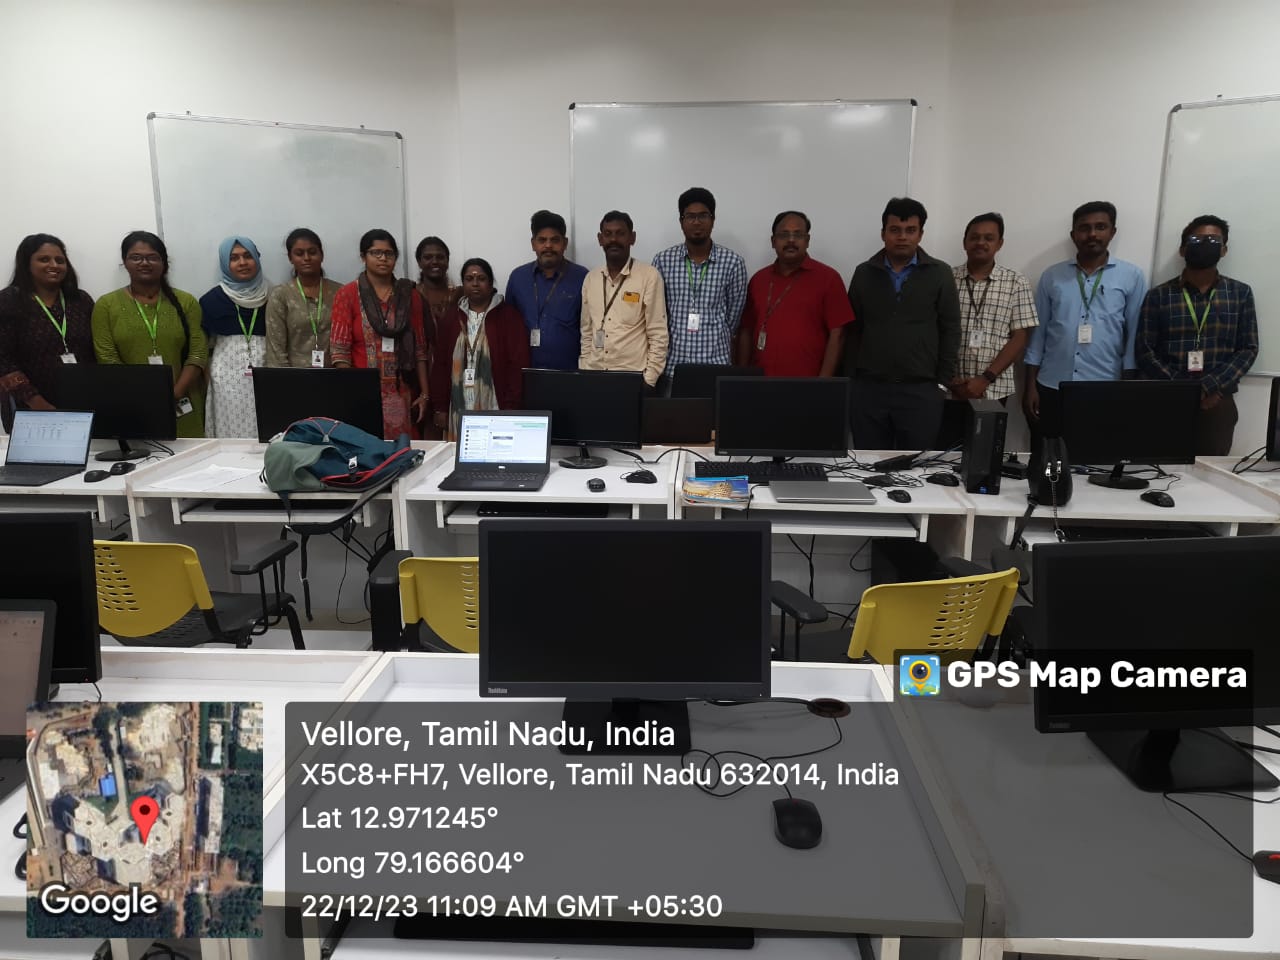 GPS Map Camera
Vellore, Tamil Nadu, India
X5C8+FH7, Vellore, Tamil Nadu 632014, India
Lat 12.971245°
Long 79.166604°
22/12/23 11:09 AM GMT +05:30
Google